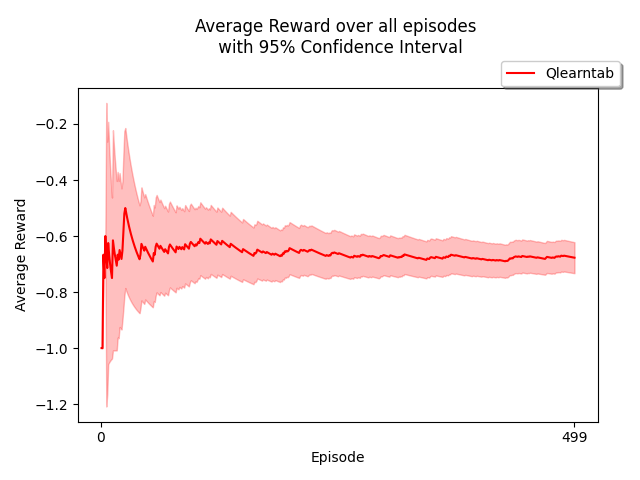 Average Reward over all episodes
with 95% Confidence Interval
Qlearntab
−0.2
−0.4
−0.6
−0.8
−1.0
−1.2
Average Reward
0
499
Episode